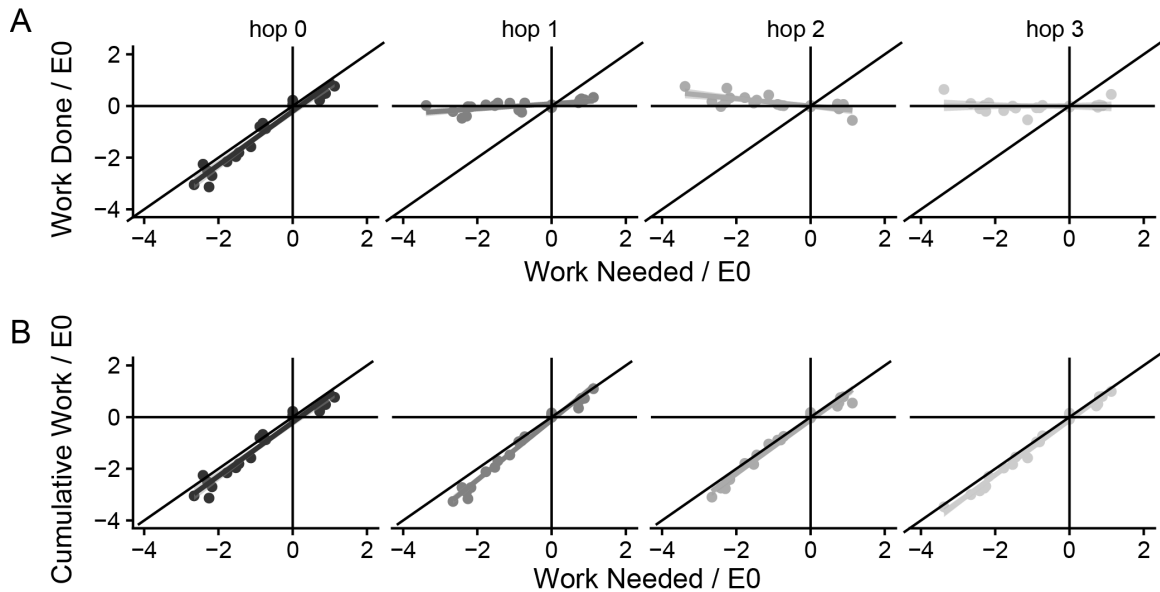 A
hop 0 hop 1 hop 2 hop 3
Work Done / E0
2
0
−2
−4
−4 −2 0 2 −4 −2 0 2 −4 −2 0 2 −4 −2 0 2
Work Needed / E0
B
Cumulative Work / E0
2
0
−2
−4
−4 −2 0 2 −4 −2 0 2 −4 −2 0 2 −4 −2 0 2
Work Needed / E0